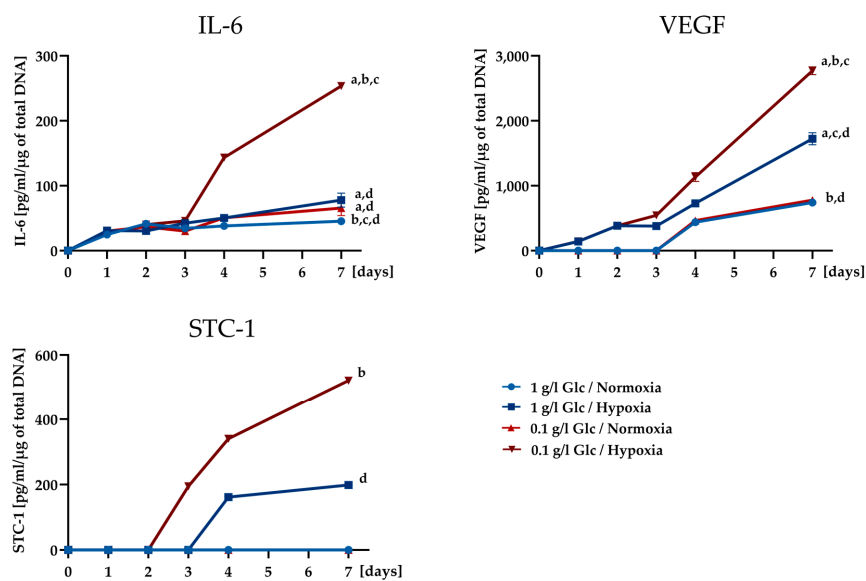 IL-6
IL-6 [pg/ml/µg of total DNA]
300
200
100
0
a,b,c
a,d
a,d
b,c,d
0 1 2 3 4 5 6 7 [days]
VEGF
VEGF [pg/ml/µg of total DNA]
3,000
2,000
1,000
0
a,b,c
a,c,d
b,d
0 1 2 3 4 5 6 7 [days]
STC-1
STC-1 [pg/ml/µg of total DNA]
600
400
200
0
b
d
0 1 2 3 4 5 6 7 [days]
1 g/l Glc / Normoxia
1 g/l Glc / Hypoxia
0.1 g/l Glc / Normoxia
0.1 g/l Glc / Hypoxia